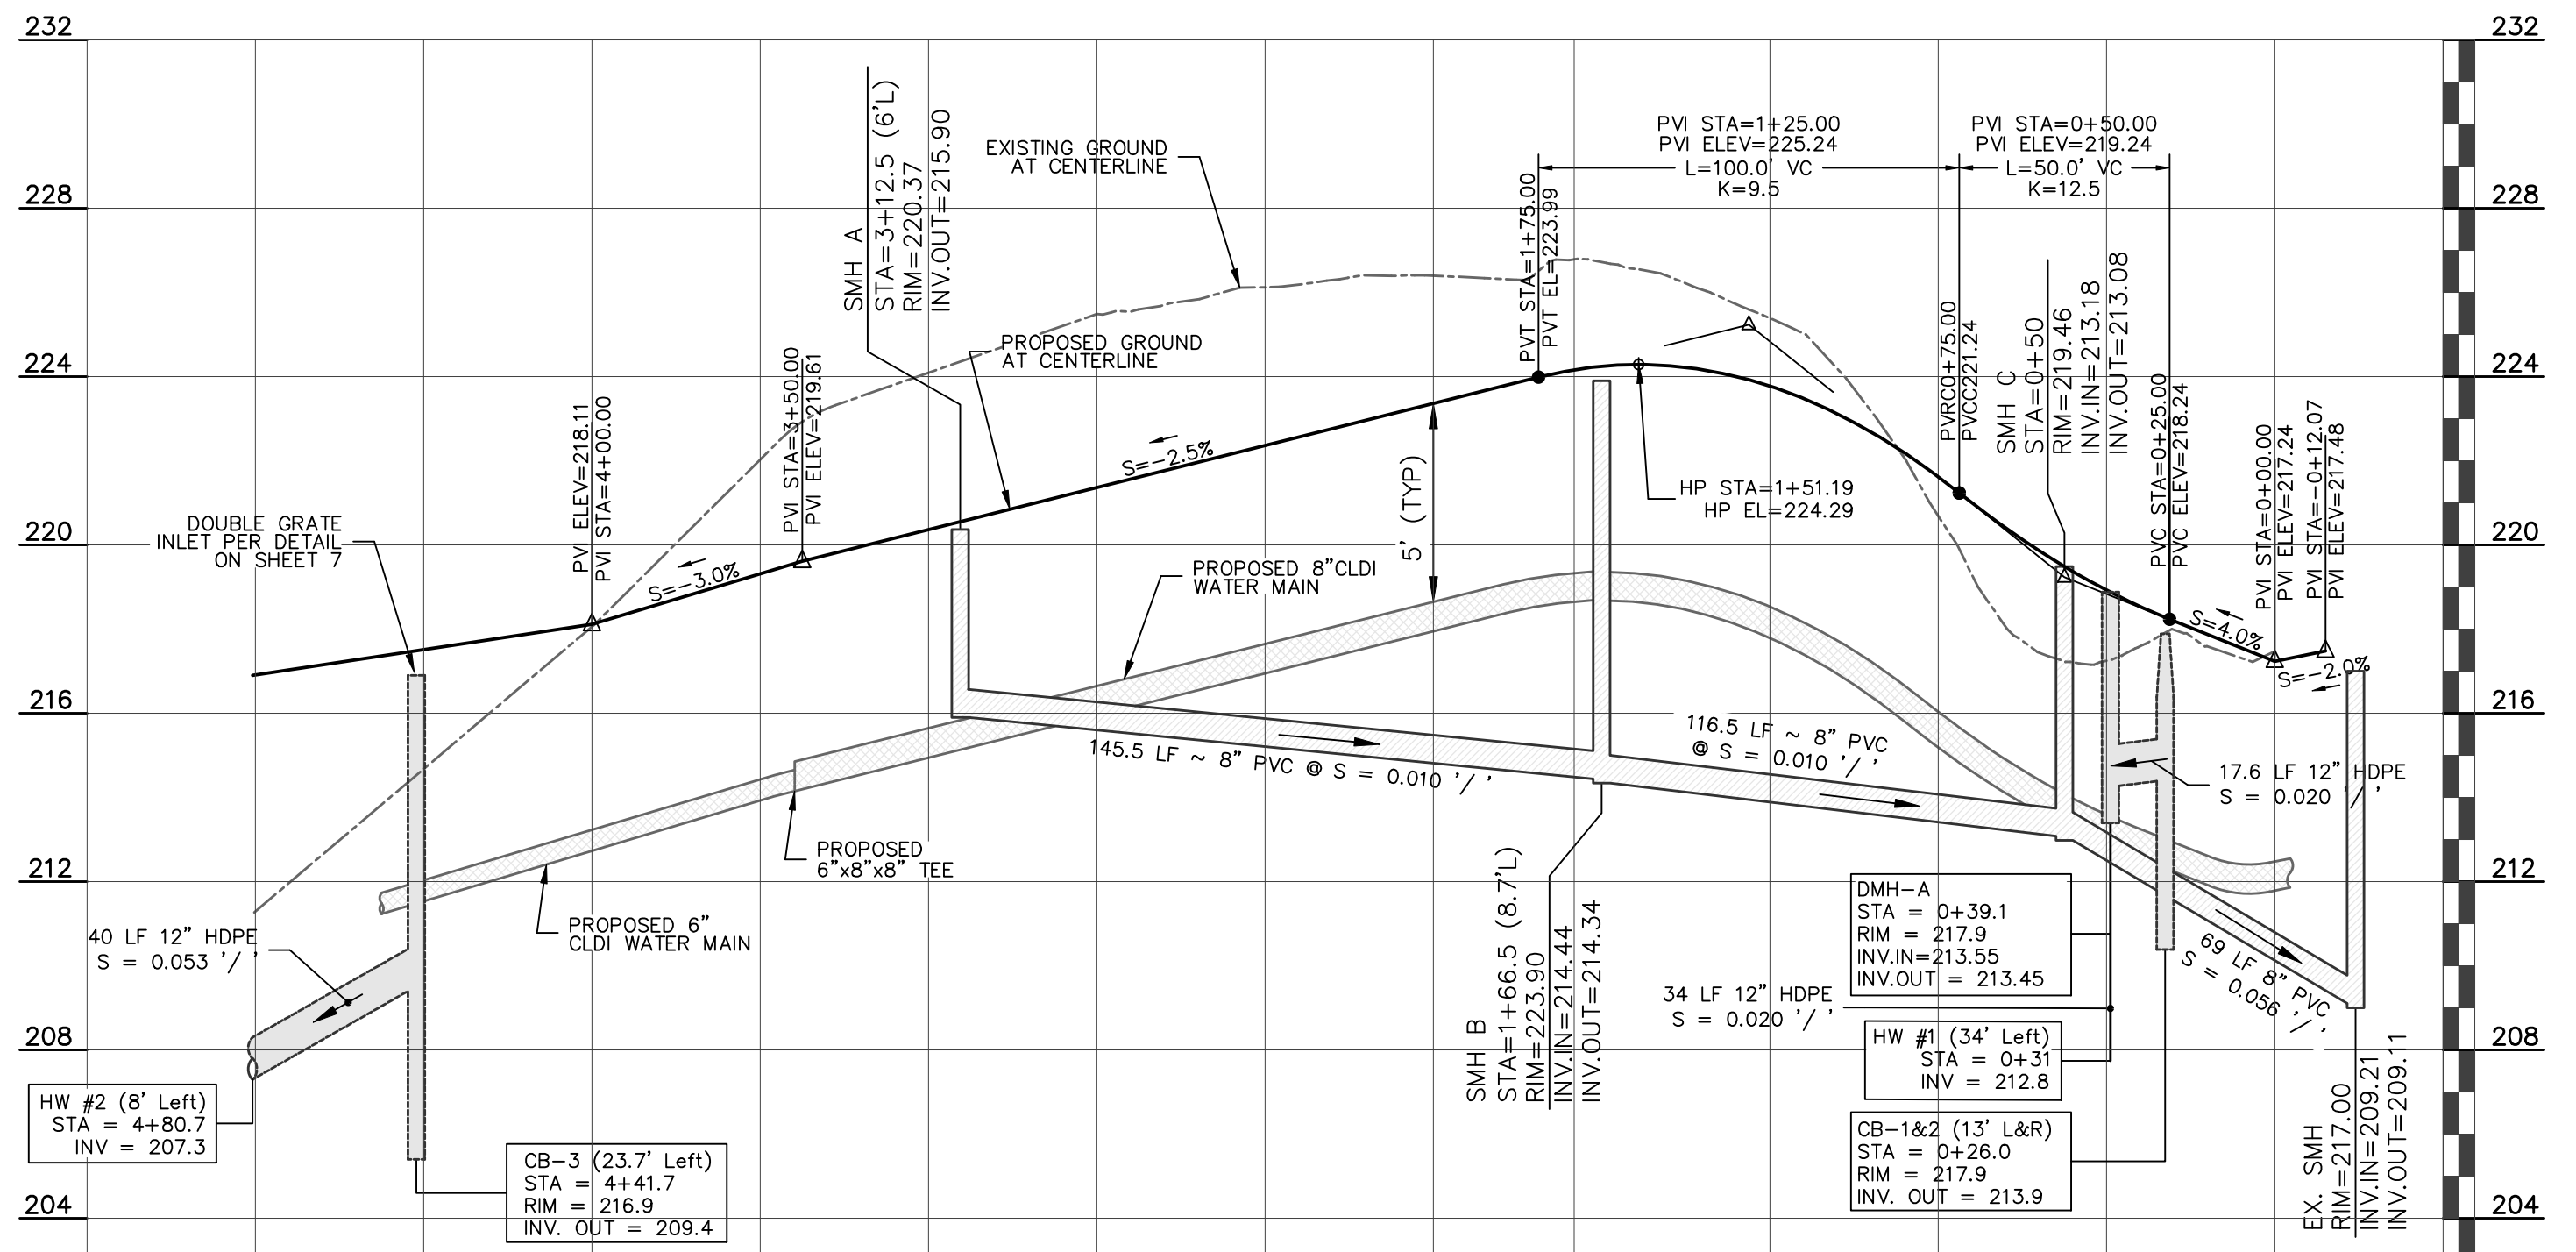 232
232
228
228
224
224
220
220
216
216
212
212
208
208
204
204
DOUBLE GRATE
INLET PER DETAIL
ON SHEET 7
PVI ELEV=218.11
PVI STA=4+00.00
S=-3.0%
PVI STA=3+50.00
PVI ELEV=219.61
SMH A
STA=3+12.5 (6'L)
RIM=220.37
INV.OUT=215.90
EXISTING GROUND
AT CENTERLINE
PROPOSED GROUND
AT CENTERLINE
S=-2.5%
5' (TYP)
PVT STA=1+75.00
PVT EL=223.99
PVI STA=1+25.00
PVI ELEV=225.24
L=100.0' VC
K=9.5
PVI STA=0+50.00
PVI ELEV=219.24
L=50.0' VC
K=12.5
HP STA=1+51.19
HP EL=224.29
PVRC0+75.00
PVCC221.24
SMH C
STA=0+50
RIM=219.46
INV.IN=213.18
INV.OUT=213.08
PVC STA=0+25.00
PVC ELEV=218.24
S=4.0%
PVI STA=0+00.00
PVI ELEV=217.24
PVI STA=-0+12.07
PVI ELEV=217.48
S=-2.0%
PROPOSED 8"CLDI
WATER MAIN
145.5 LF ~ 8" PVC @ S = 0.010 '/ '
116.5 LF ~ 8" PVC
@ S = 0.010 '/ '
17.6 LF 12" HDPE
S = 0.020 '/ '
PROPOSED
6"x8"x8" TEE
PROPOSED 6"
CLDI WATER MAIN
40 LF 12" HDPE
S = 0.053 '/ '
HW #2 (8' Left)
STA = 4+80.7
INV = 207.3
CB-3 (23.7' Left)
STA = 4+41.7
RIM = 216.9
INV. OUT = 209.4
SMH B
STA=1+66.5 (8.7'L)
RIM=223.90
INV.IN=214.44
INV.OUT=214.34
DMH-A
STA = 0+39.1
RIM = 217.9
INV.IN=213.55
INV.OUT = 213.45
34 LF 12" HDPE
S = 0.020 '/ '
HW #1 (34' Left)
STA = 0+31
INV = 212.8
CB-1&2 (13' L&R)
STA = 0+26.0
RIM = 217.9
INV. OUT = 213.9
69 LF 8" PVC
S = 0.056 '/ '
EX. SMH
RIM=217.00
INV.IN=209.21
INV.OUT=209.11